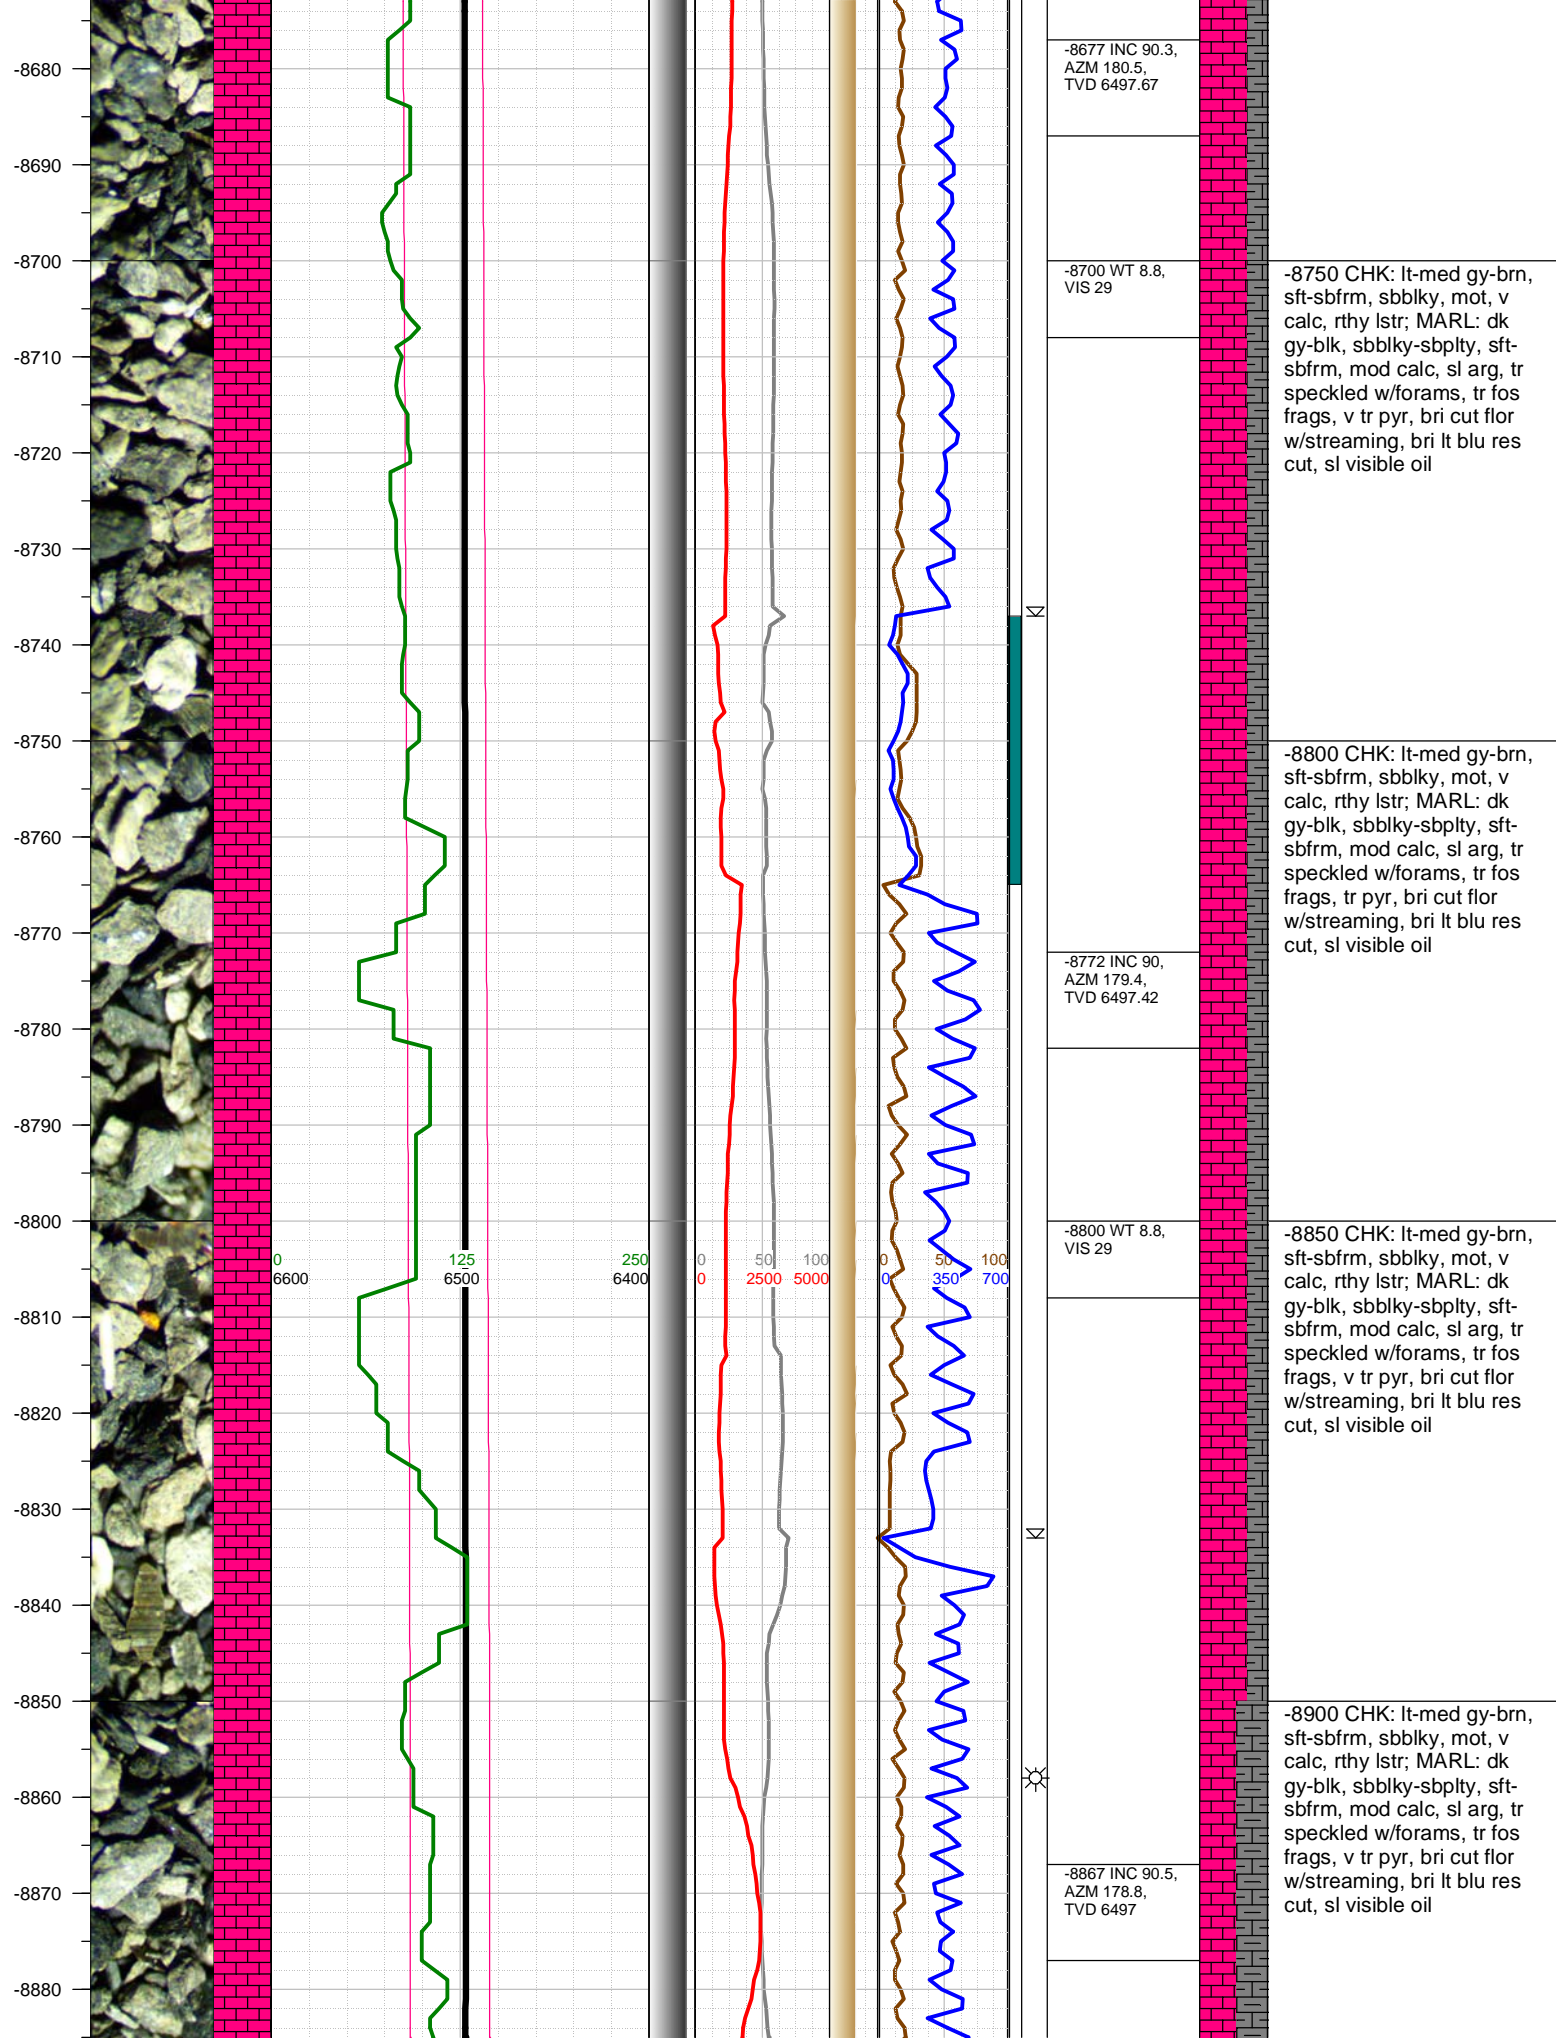 -8680
-8690
-8700
-8710
-8720
-8730
-8740
-8750
-8760
-8770
-8780
-8790
-8800
-8810
-8820
-8830
-8840
-8850
-8860
-8870
-8880
0 125 250
6600 6500 6400
0 50 100
0 2500 5000
0 50 100
0 350 700
-8677 INC 90.3,
AZM 180.5,
TVD 6497.67
-8700 WT 8.8,
VIS 29
-8772 INC 90,
AZM 179.4,
TVD 6497.42
-8800 WT 8.8,
VIS 29
-8867 INC 90.5,
AZM 178.8,
TVD 6497
-8750 CHK: lt-med gy-brn,
sft-sbfrm, sbblky, mot, v
calc, rthy lstr; MARL: dk
gy-blk, sbblky-sbplty, sft-
sbfrm, mod calc, sl arg, tr
speckled w/forams, tr fos
frags, v tr pyr, bri cut flor
w/streaming, bri lt blu res
cut, sl visible oil
-8800 CHK: lt-med gy-brn,
sft-sbfrm, sbblky, mot, v
calc, rthy lstr; MARL: dk
gy-blk, sbblky-sbplty, sft-
sbfrm, mod calc, sl arg, tr
speckled w/forams, tr fos
frags, tr pyr, bri cut flor
w/streaming, bri lt blu res
cut, sl visible oil
-8850 CHK: lt-med gy-brn,
sft-sbfrm, sbblky, mot, v
calc, rthy lstr; MARL: dk
gy-blk, sbblky-sbplty, sft-
sbfrm, mod calc, sl arg, tr
speckled w/forams, tr fos
frags, v tr pyr, bri cut flor
w/streaming, bri lt blu res
cut, sl visible oil
-8900 CHK: lt-med gy-brn,
sft-sbfrm, sbblky, mot, v
calc, rthy lstr; MARL: dk
gy-blk, sbblky-sbplty, sft-
sbfrm, mod calc, sl arg, tr
speckled w/forams, tr fos
frags, v tr pyr, bri cut flor
w/streaming, bri lt blu res
cut, sl visible oil